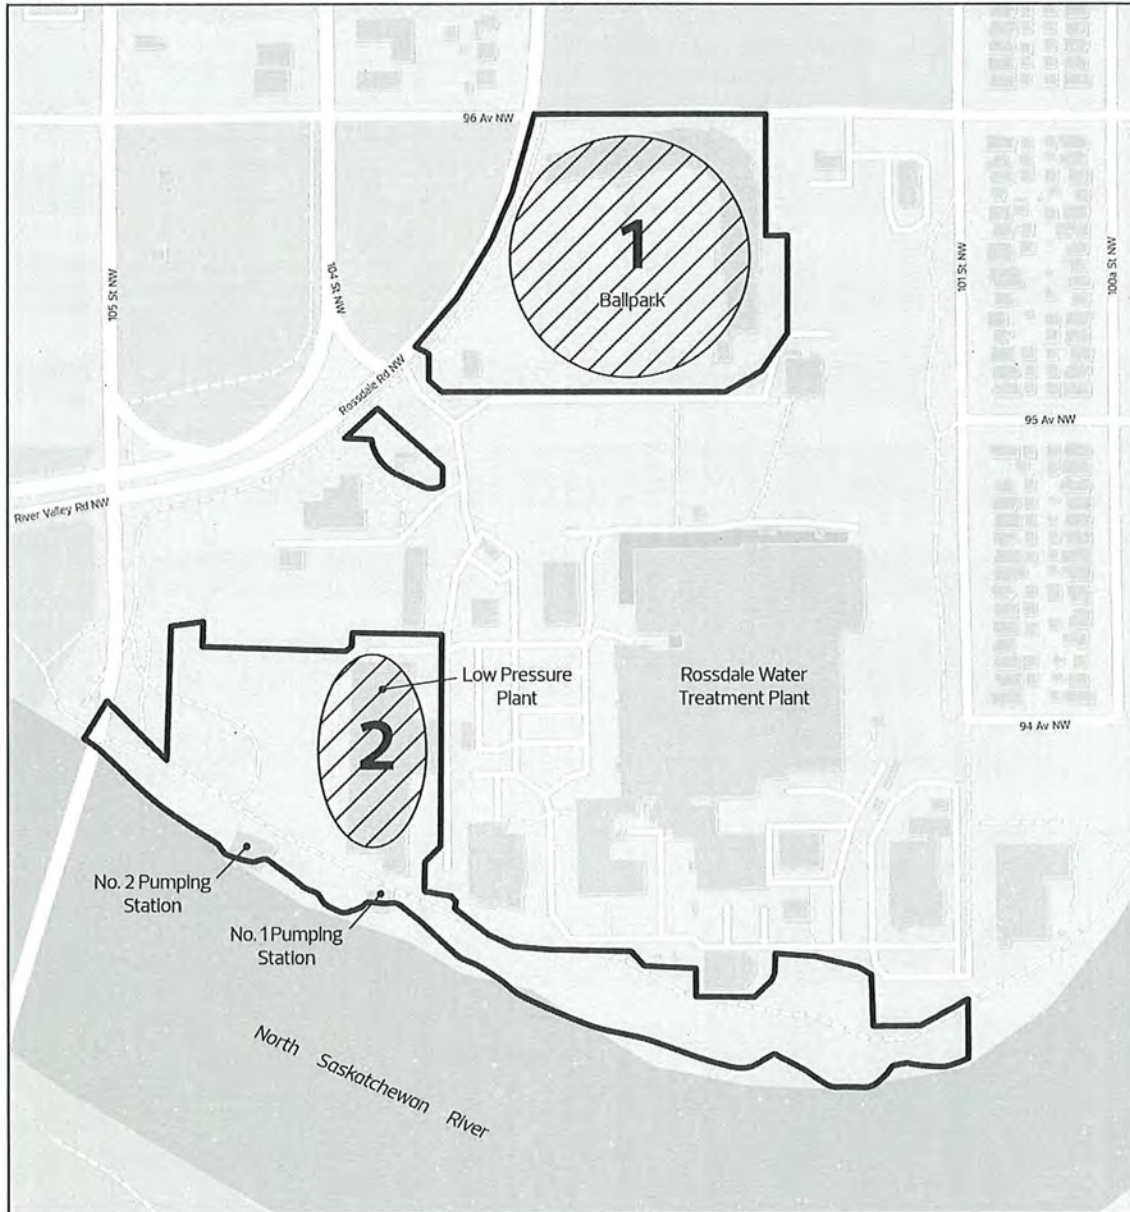 96 Av NW
1
Ballpark
105 St NW
104 St NW
101 St NW
100a St NW
Rossdale Rd NW
95 Av NW
River Valley Rd NW
Low Pressure
Plant
Rossdale Water
Treatment Plant
2
94 Av NW
No. 2 Pumping
Station
No. 1 Pumping
Station
North Saskatchewan River